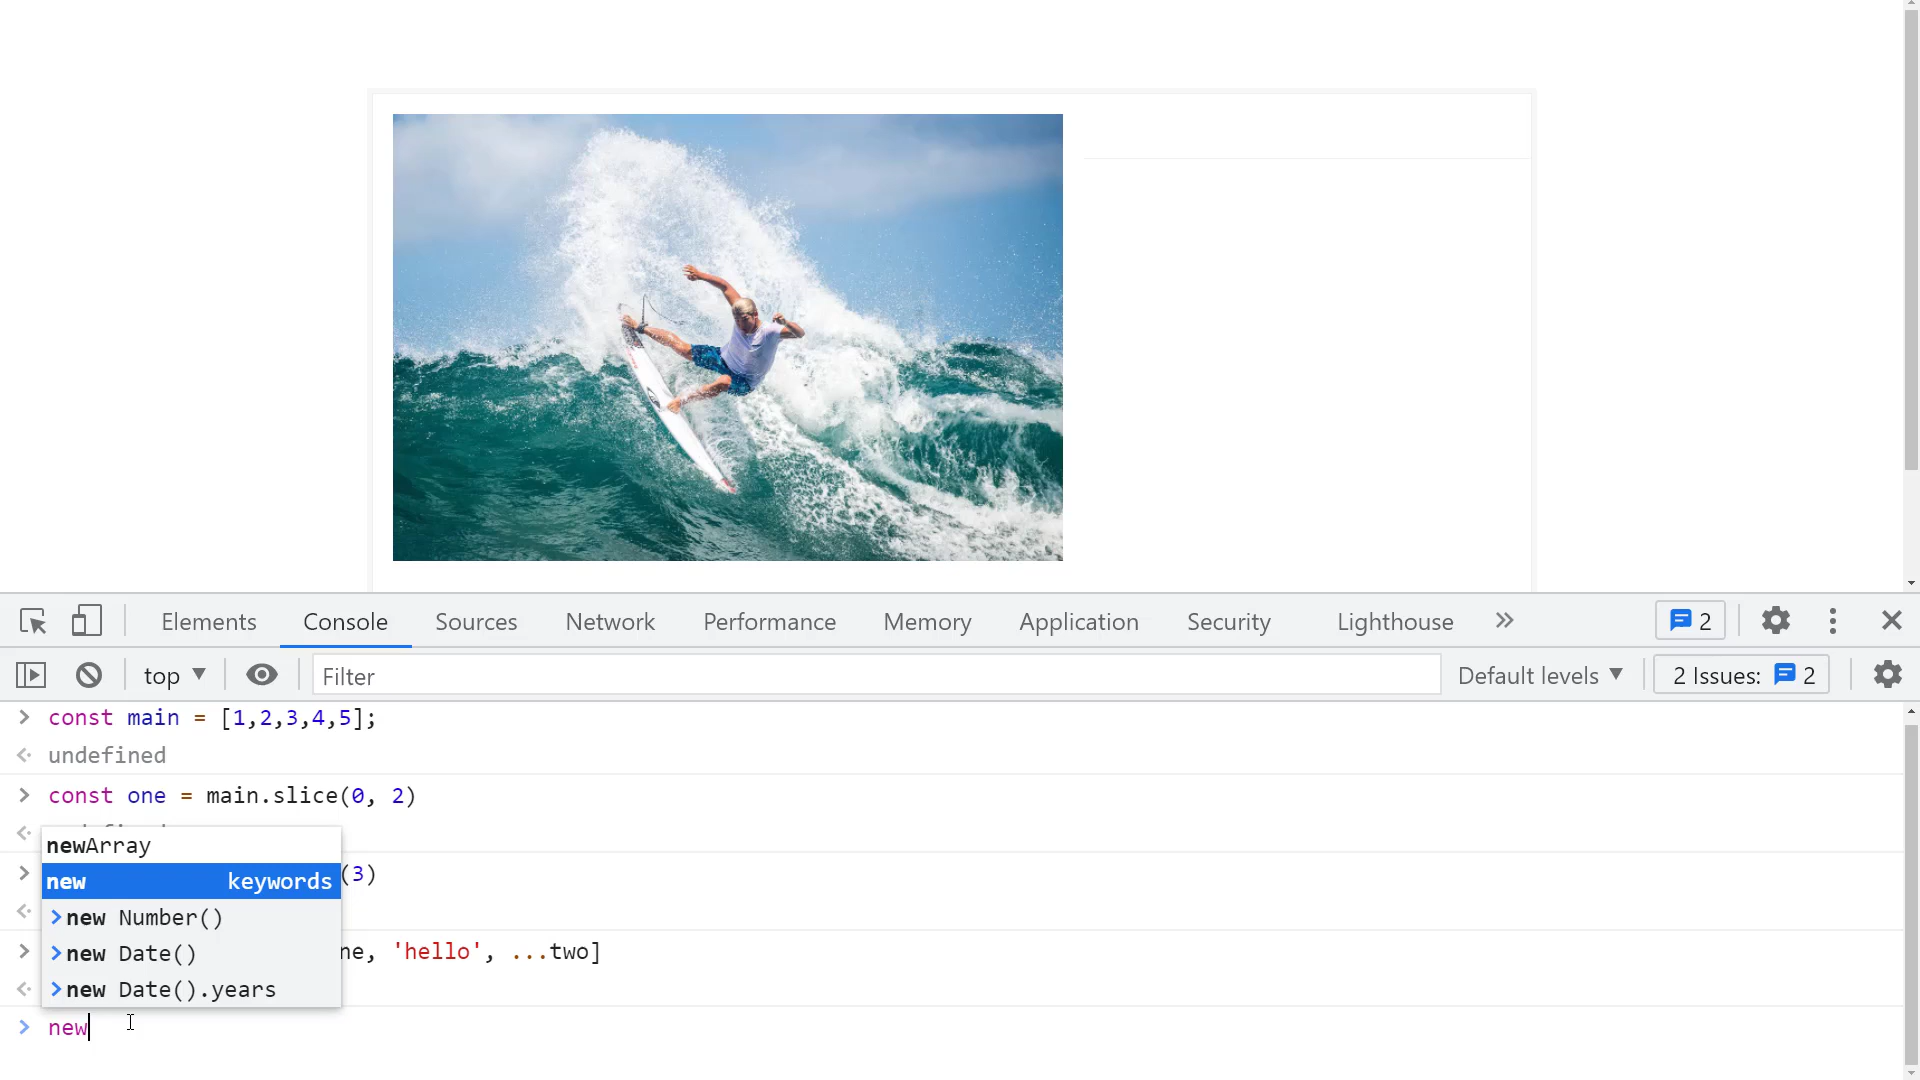 Elements Console Sources Network Performance Memory Application Security Lighthouse 2
top Filter Default levels 2 Issues: 2
const main = [1,2,3,4,5];
undefined
const one = main.slice(0, 2)
newArray
(3)
new keywords
new Number()
ne, 'hello', ...two]
new Date()
new Date().years
new